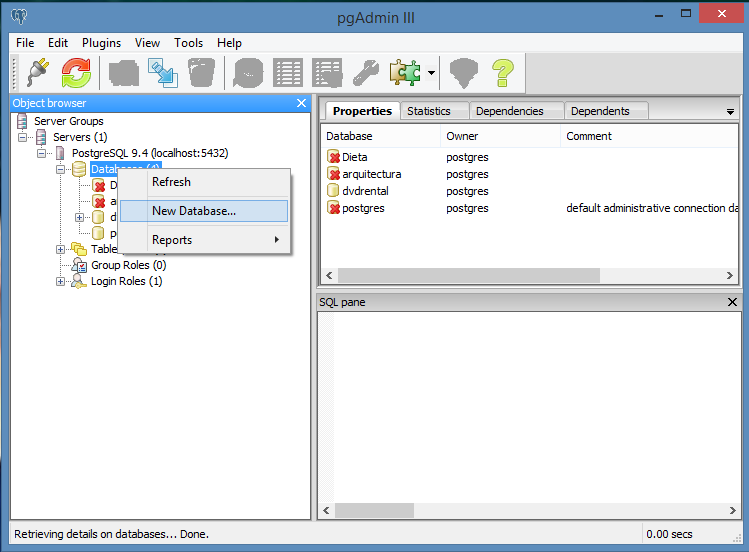 pgAdmin III
File Edit Plugins View Tools Help
Object browser
Server Groups
Servers (1)
PostgreSQL 9.4 (localhost:5432)
Databases (4)
Refresh
New Database...
Reports
Group Roles (0)
Login Roles (1)
Properties Statistics Dependencies Dependents
Database Owner Comment
Dieta postgres
arquitectura postgres
dvdrental postgres
postgres postgres default administrative connection da
SQL pane
Retrieving details on databases... Done. 0.00 secs